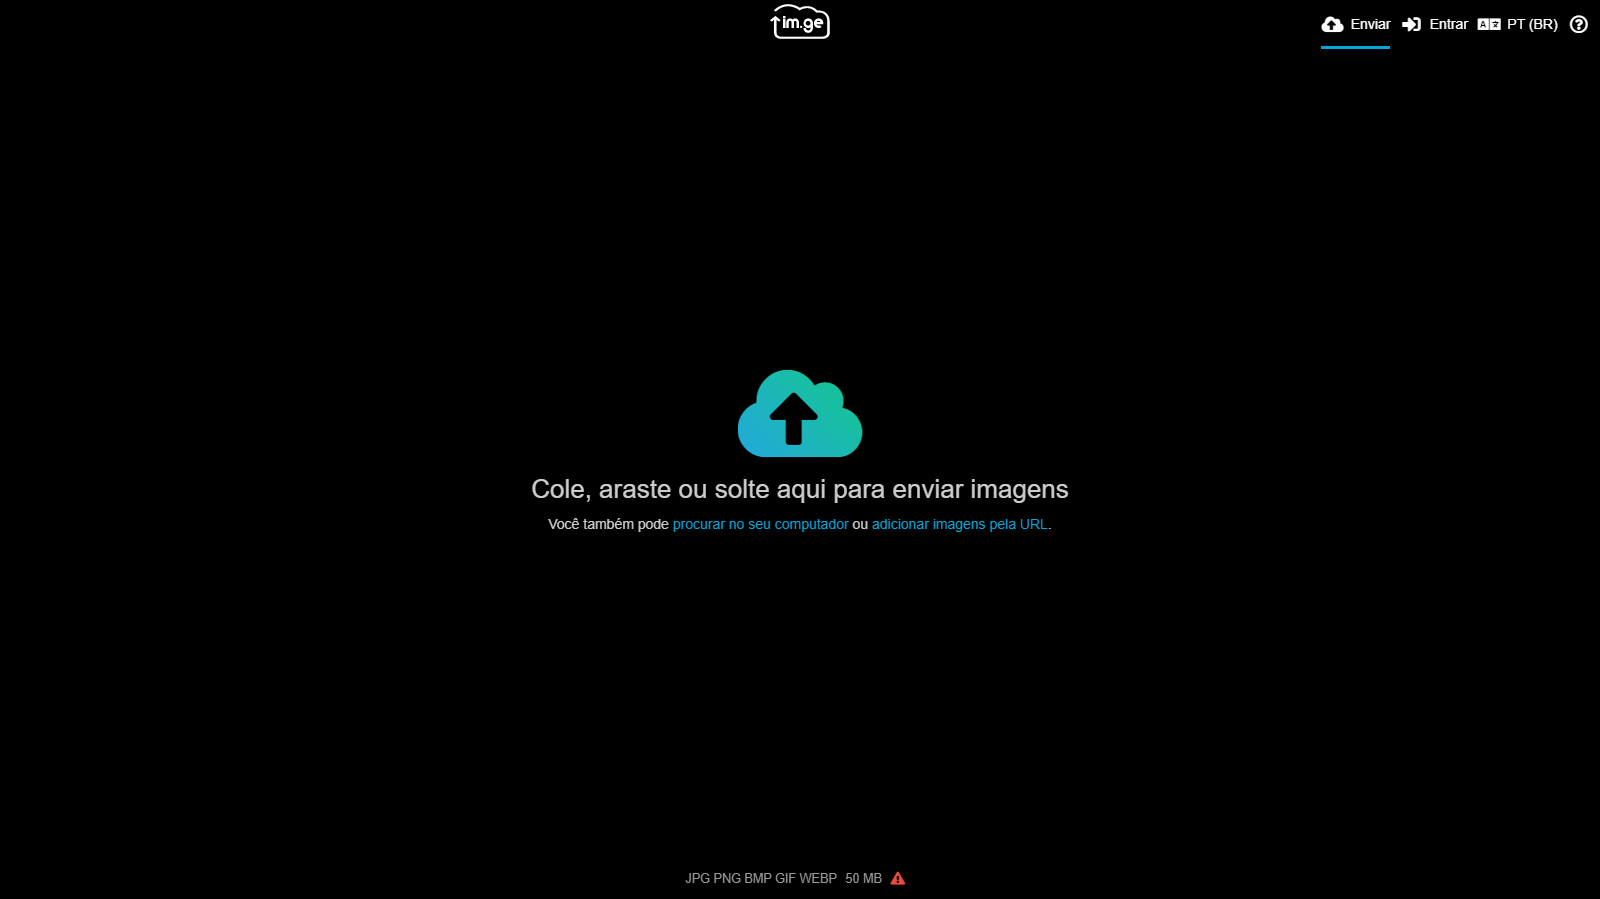 im.ge
Enviar
Entrar
PT (BR)
Cole, araste ou solte aqui para enviar imagens
Você também pode procurar no seu computador ou adicionar imagens pela URL.
JPG PNG BMP GIF WEBP 50 MB